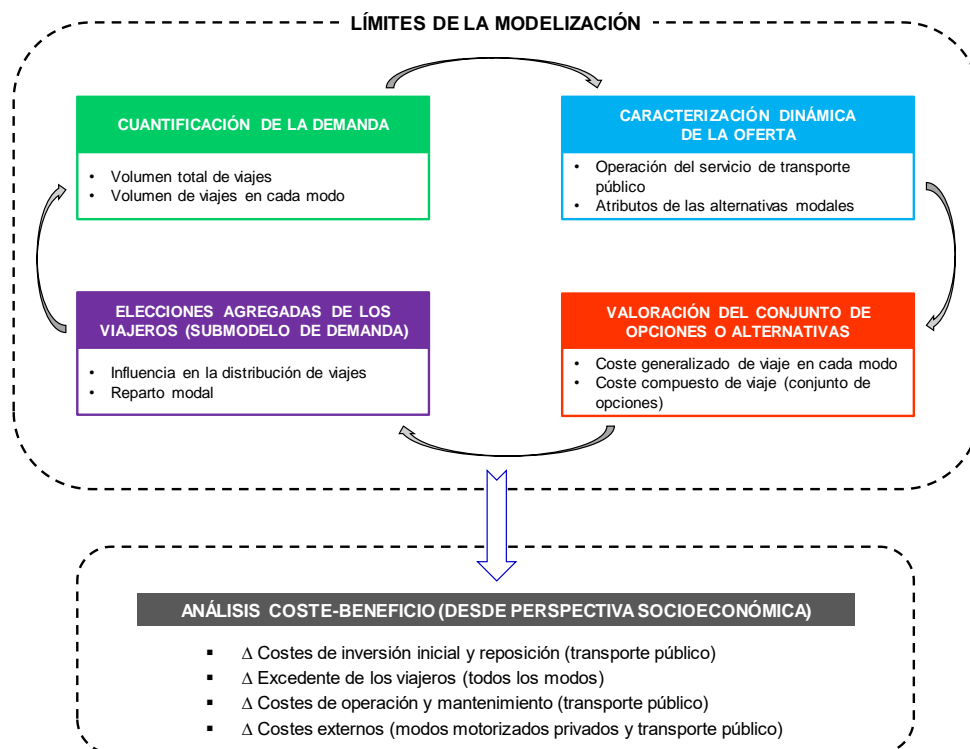 LÍMITES DE LA MODELIZACIÓN
CUANTIFICACIÓN DE LA DEMANDA
• Volumen total de viajes
• Volumen de viajes en cada modo
CARACTERIZACIÓN DINÁMICA
DE LA OFERTA
• Operación del servicio de transporte
público
• Atributos de las alternativas modales
ELECCIONES AGREGADAS DE LOS
VIAJEROS (SUBMODELO DE DEMANDA)
• Influencia en la distribución de viajes
• Reparto modal
VALORACIÓN DEL CONJUNTO DE
OPCIONES O ALTERNATIVAS
• Coste generalizado de viaje en cada modo
• Coste compuesto de viaje (conjunto de
opciones)
ANÁLISIS COSTE-BENEFICIO (DESDE PERSPECTIVA SOCIOECONÓMICA)
▪ Δ Costes de inversión inicial y reposición (transporte público)
▪ Δ Excedente de los viajeros (todos los modos)
▪ Δ Costes de operación y mantenimiento (transporte público)
▪ Δ Costes externos (modos motorizados privados y transporte público)